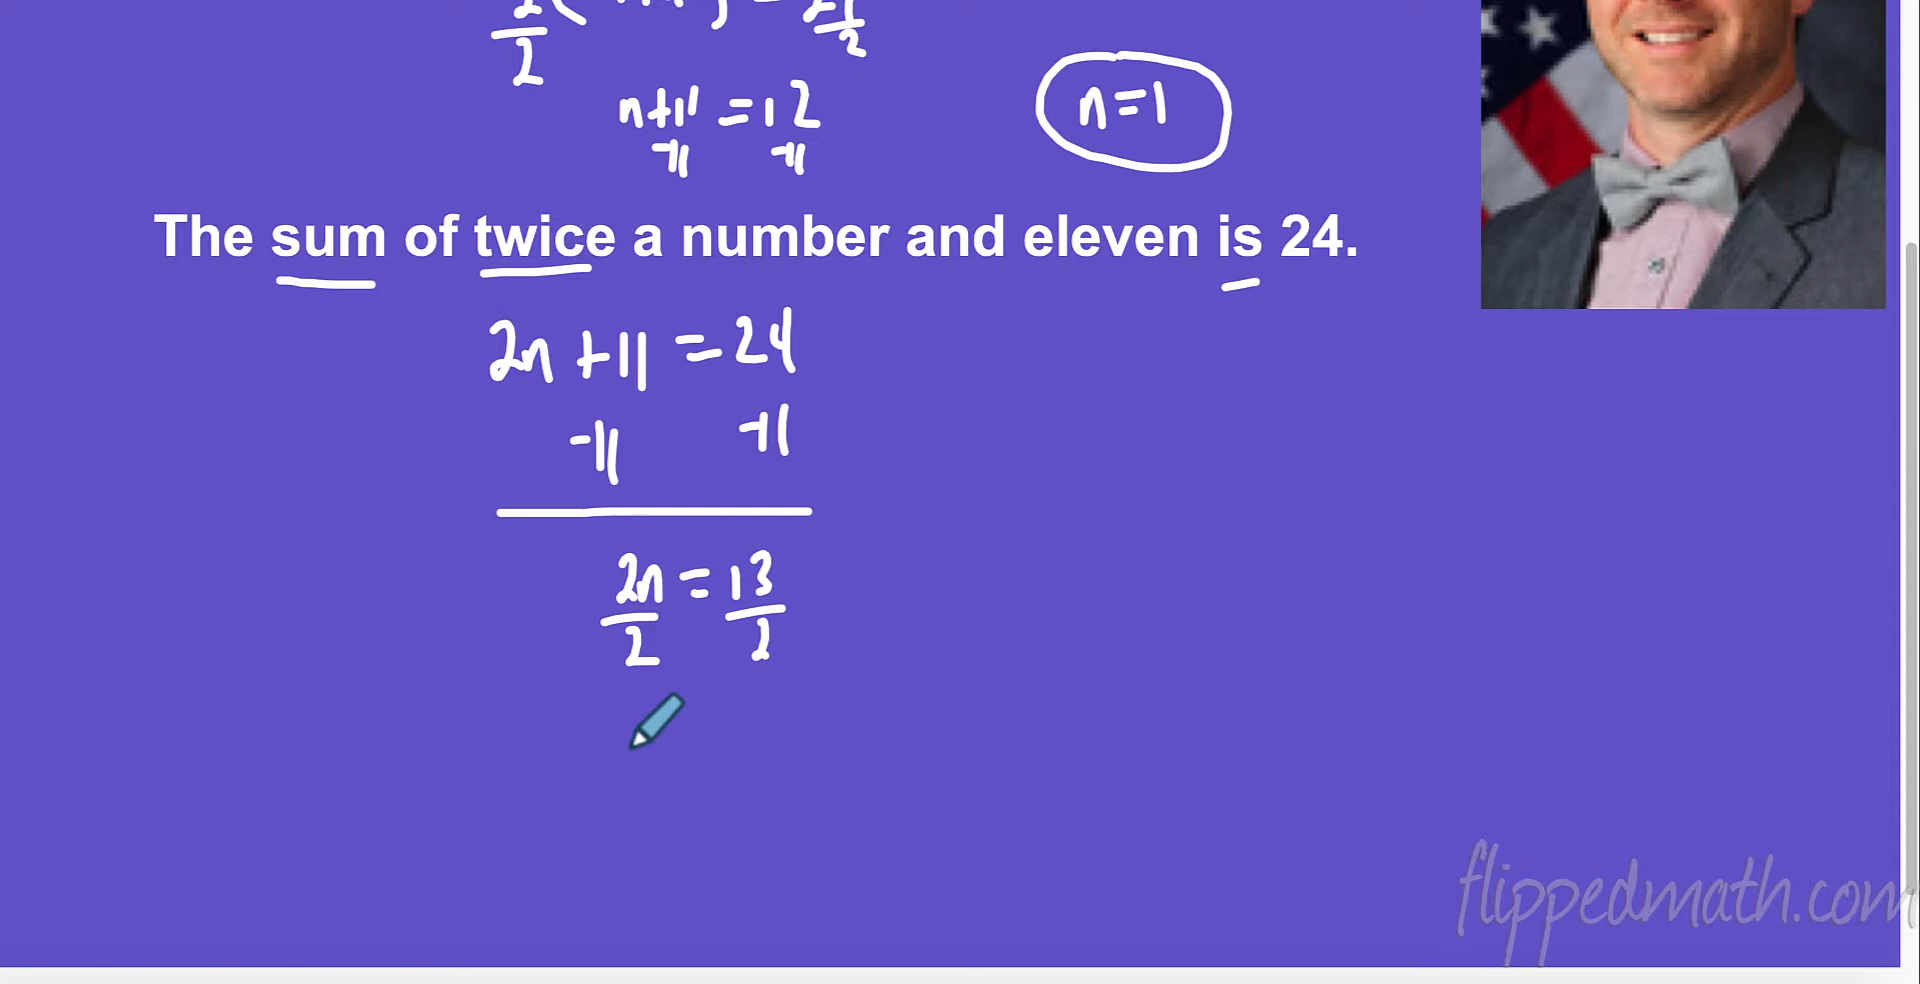 2
n+11 = 12
n=1
-11 -11
The sum of twice a number and eleven is 24.
2n + 11 = 24
-11 -11
2n = 13
2 2
flippedmath.com